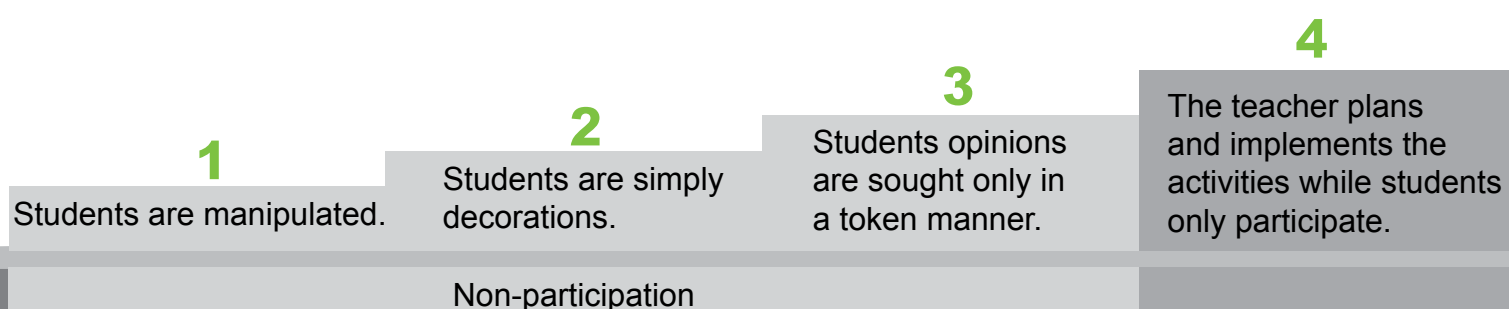 1
Students are manipulated.
2
Students are simply
decorations.
3
Students opinions
are sought only in
a token manner.
4
The teacher plans
and implements the
activities while students
only participate.
Non-participation